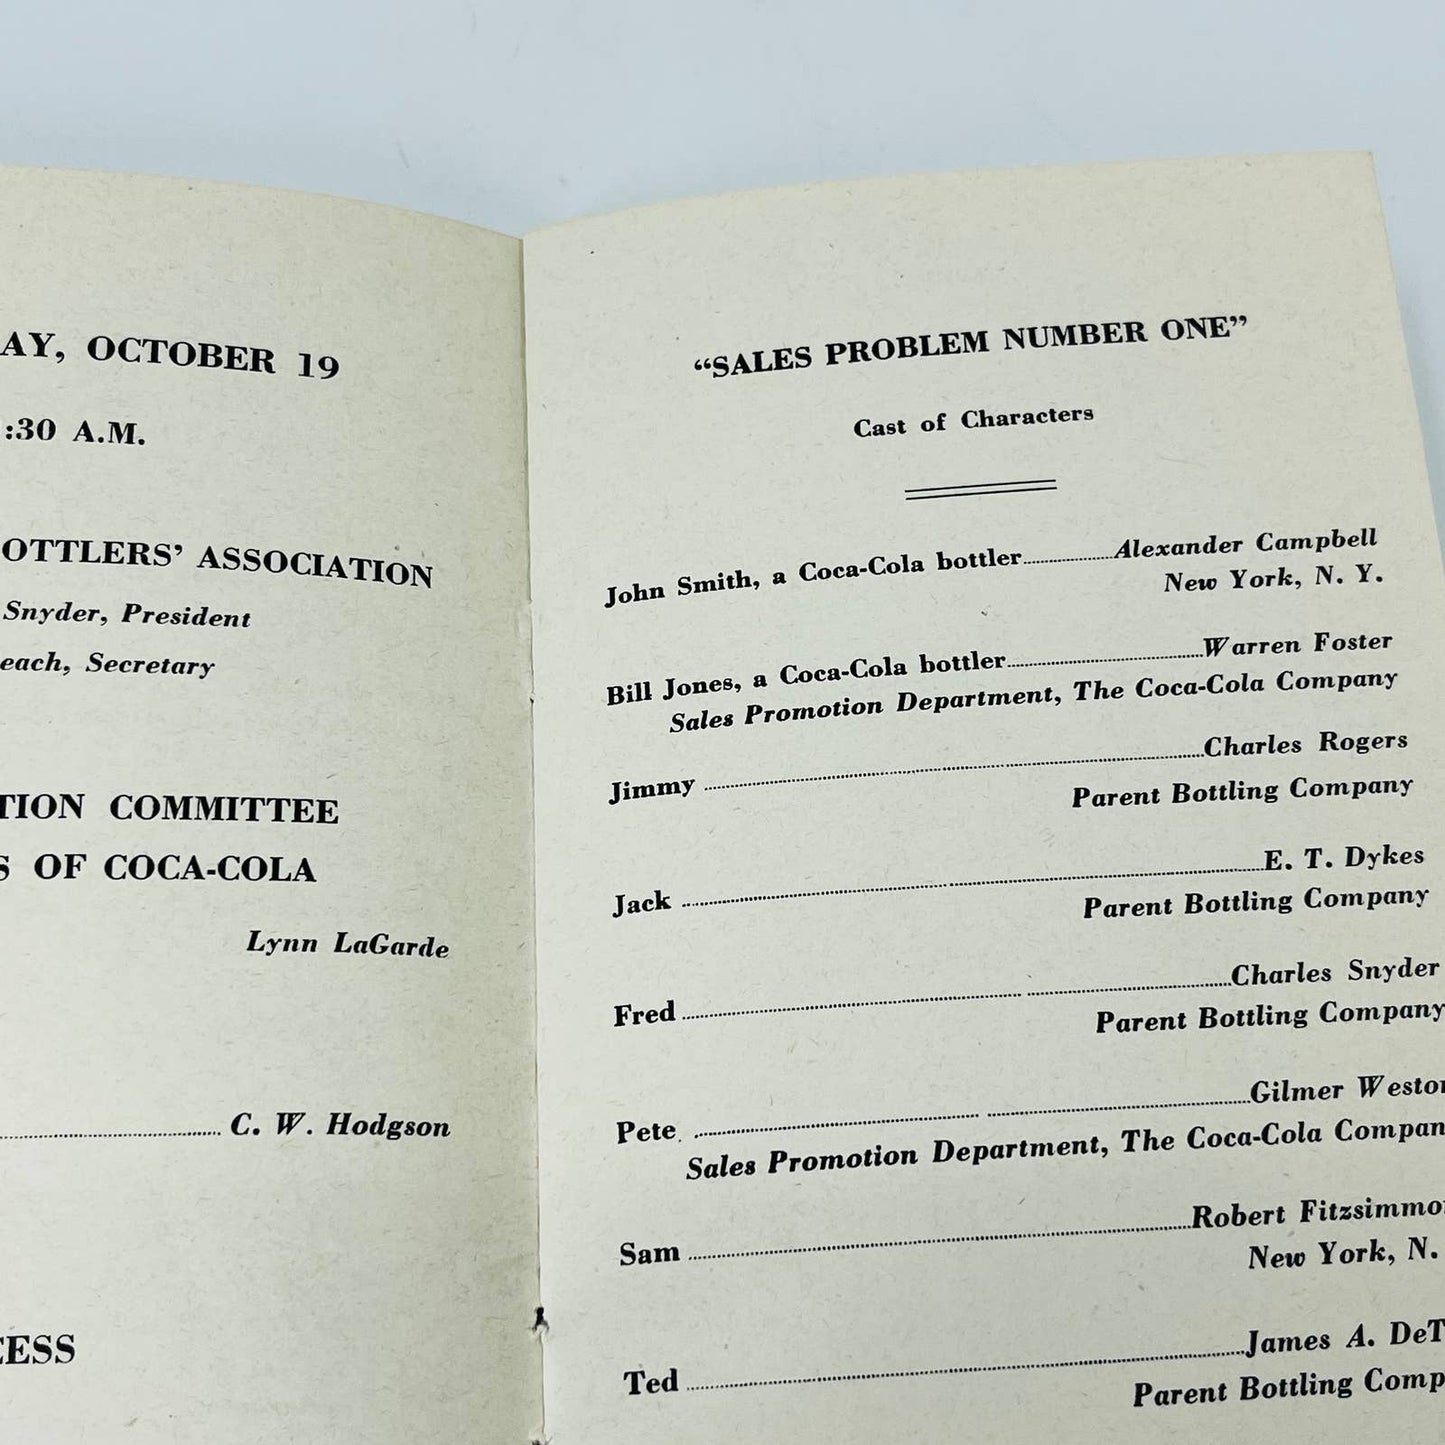 AY, OCTOBER 19
:30 A.M.
OTTLERS' ASSOCIATION
Snyder, President
each, Secretary
TION COMMITTEE
S OF COCA-COLA
Lynn LaGarde
C. W. Hodgson
CESS
"SALES PROBLEM NUMBER ONE"
Cast of Characters
John Smith, a Coca-Cola bottler Alexander Campbell
New York, N. Y.
Bill Jones, a Coca-Cola bottler Warren Foster
Sales Promotion Department, The Coca-Cola Company
Jimmy Charles Rogers
Parent Bottling Company
Jack E. T. Dykes
Parent Bottling Company
Fred Charles Snyder
Parent Bottling Company
Pete Gilmer Weston
Sales Promotion Department, The Coca-Cola Compan
Sam Robert Fitzsimmo
New York, N.
Ted James A. DeT
Parent Bottling Comp